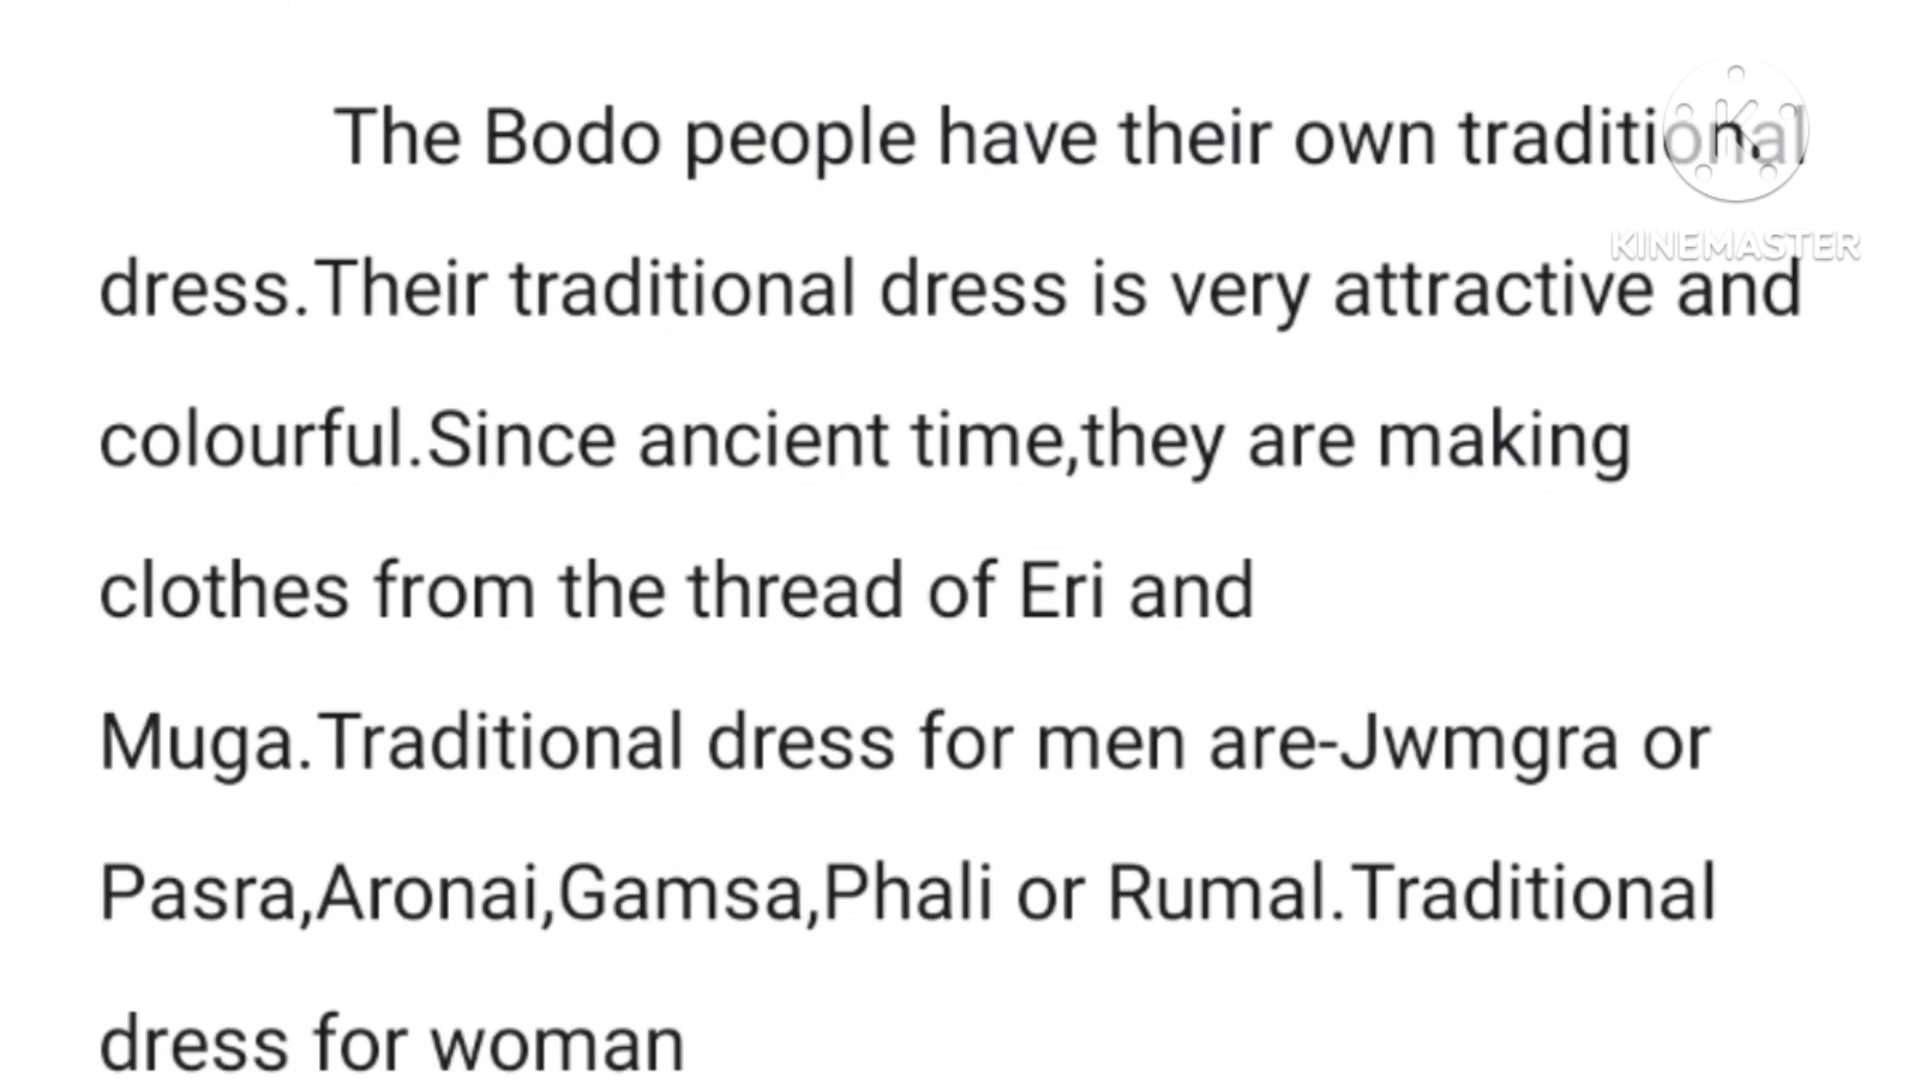 The Bodo people have their own traditional
KINEMASTER
dress.Their traditional dress is very attractive and
colourful.Since ancient time,they are making
clothes from the thread of Eri and
Muga.Traditional dress for men are-Jwmgra or
Pasra,Aronai,Gamsa,Phali or Rumal.Traditional
dress for woman